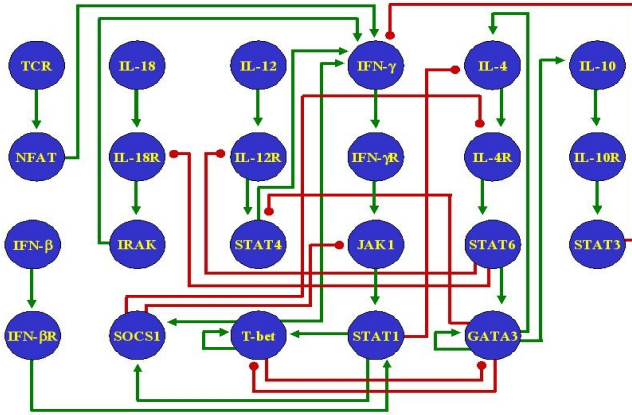 TCR IL-18 IL-12 IFN-γ IL-4 IL-10
NFAT IL-18R IL-12R IFN-γR IL-4R IL-10R
IFN-β IRAK STAT4 JAK1 STAT6 STAT3
IFN-βR SOCS1 T-bet STAT1 GATA3